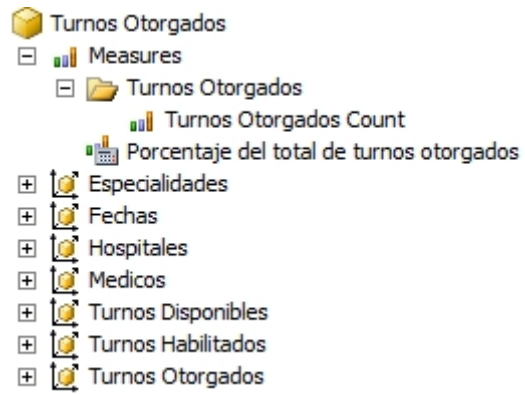 Turnos Otorgados
Measures
Turnos Otorgados
Turnos Otorgados Count
Porcentaje del total de turnos otorgados
Especialidades
Fechas
Hospitales
Medicos
Turnos Disponibles
Turnos Habilitados
Turnos Otorgados